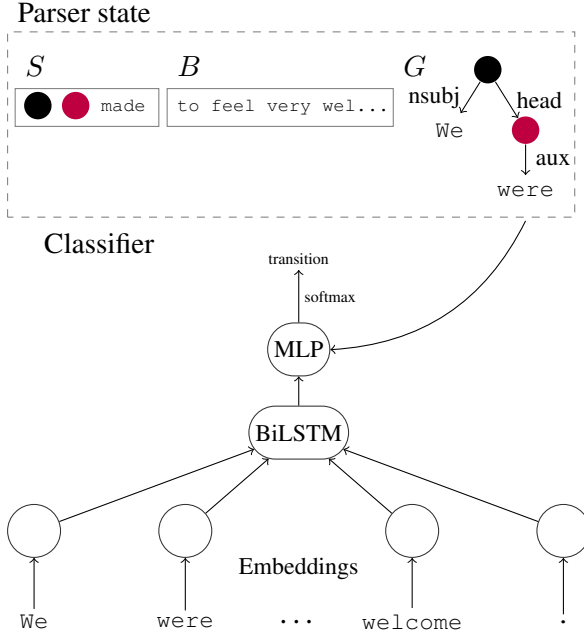 Parser state
S B G
made
to feel very wel...
nsubj
head
We
aux
were
Classifier
transition
softmax
MLP
BiLSTM
Embeddings
We were ... welcome .